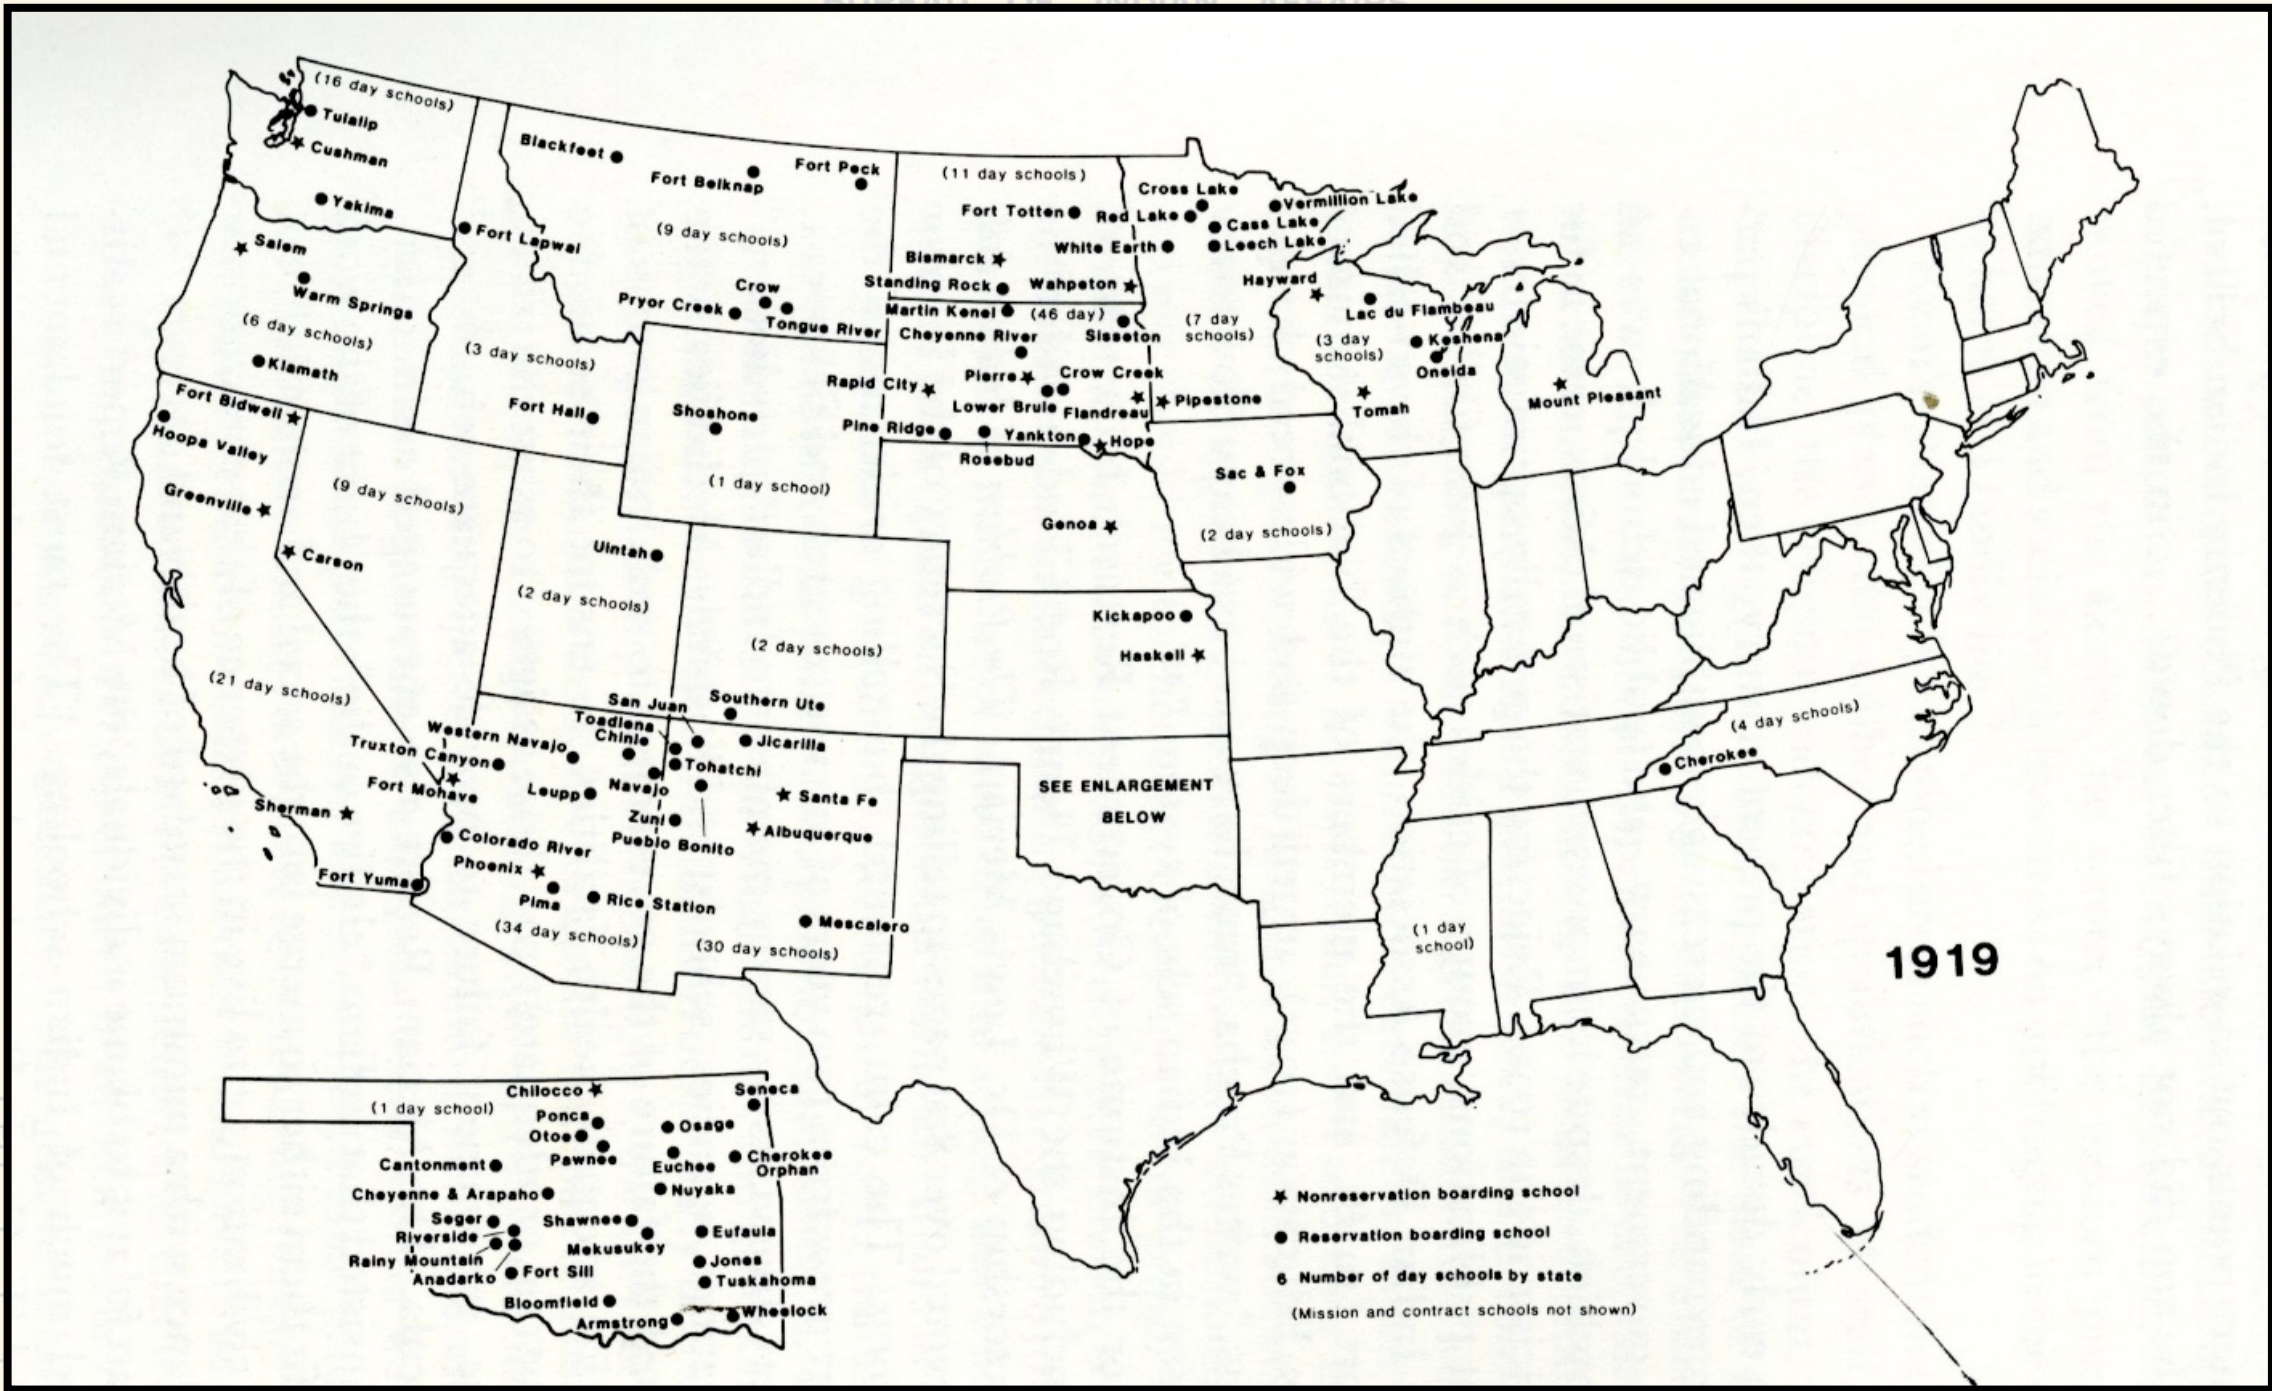 (16 day schools)
Tulalip
Cushman
Yakima
Salem
Warm Springs
(6 day schools)
Klamath
Fort Lapwai
(3 day schools)
Fort Hall
Blackfeet
Fort Belknap
Fort Peck
(9 day schools)
Crow
Pryor Creek
Tongue River
(11 day schools)
Fort Totten
Bismarck
Standing Rock
Wahpeton
Martin Kenel
(46 day)
Cheyenne River
Sisseton
Rapid City
Pierre
Crow Creek
Lower Brule
Flandreau
Pine Ridge
Rosebud
Yankton
Hope
Cross Lake
Red Lake
Vermillion Lake
Cass Lake
White Earth
Leech Lake
(7 day
schools)
Pipestone
Hayward
Lac du Flambeau
(3 day
schools)
Keshena
Oneida
Tomah
Mount Pleasant
Shoshone
(1 day school)
Genoa
Sac & Fox
(2 day schools)
Fort Bidwell
Hoopa Valley
Greenville
(9 day schools)
Carson
(21 day schools)
Sherman
Fort Yuma
Uintah
(2 day schools)
(2 day schools)
Southern Ute
Kickapoo
Haskell
San Juan
Toadlena
Chinle
Western Navajo
Truxton Canyon
Fort Mohave
Leupp
Navajo
Jicarilla
Tohatchi
Santa Fe
Zuni
Pueblo Bonito
Albuquerque
Colorado River
Phoenix
Pima
Rice Station
(34 day schools)
Mescalero
(30 day schools)
SEE ENLARGEMENT
BELOW
(4 day schools)
Cherokee
(1 day
school)
1919
Chilocco
Seneca
(1 day school)
Ponca
Otoe
Pawnee
Osage
Euchee
Cherokee
Orphan
Cantonment
Cheyenne & Arapaho
Nuyaka
Seger
Riverside
Rainy Mountain
Anadarko
Fort Sill
Shawnee
Mekusukey
Eufaula
Jones
Tuskahoma
Bloomfield
Armstrong
Wheelock
Nonreservation boarding school
Reservation boarding school
6 Number of day schools by state
(Mission and contract schools not shown)